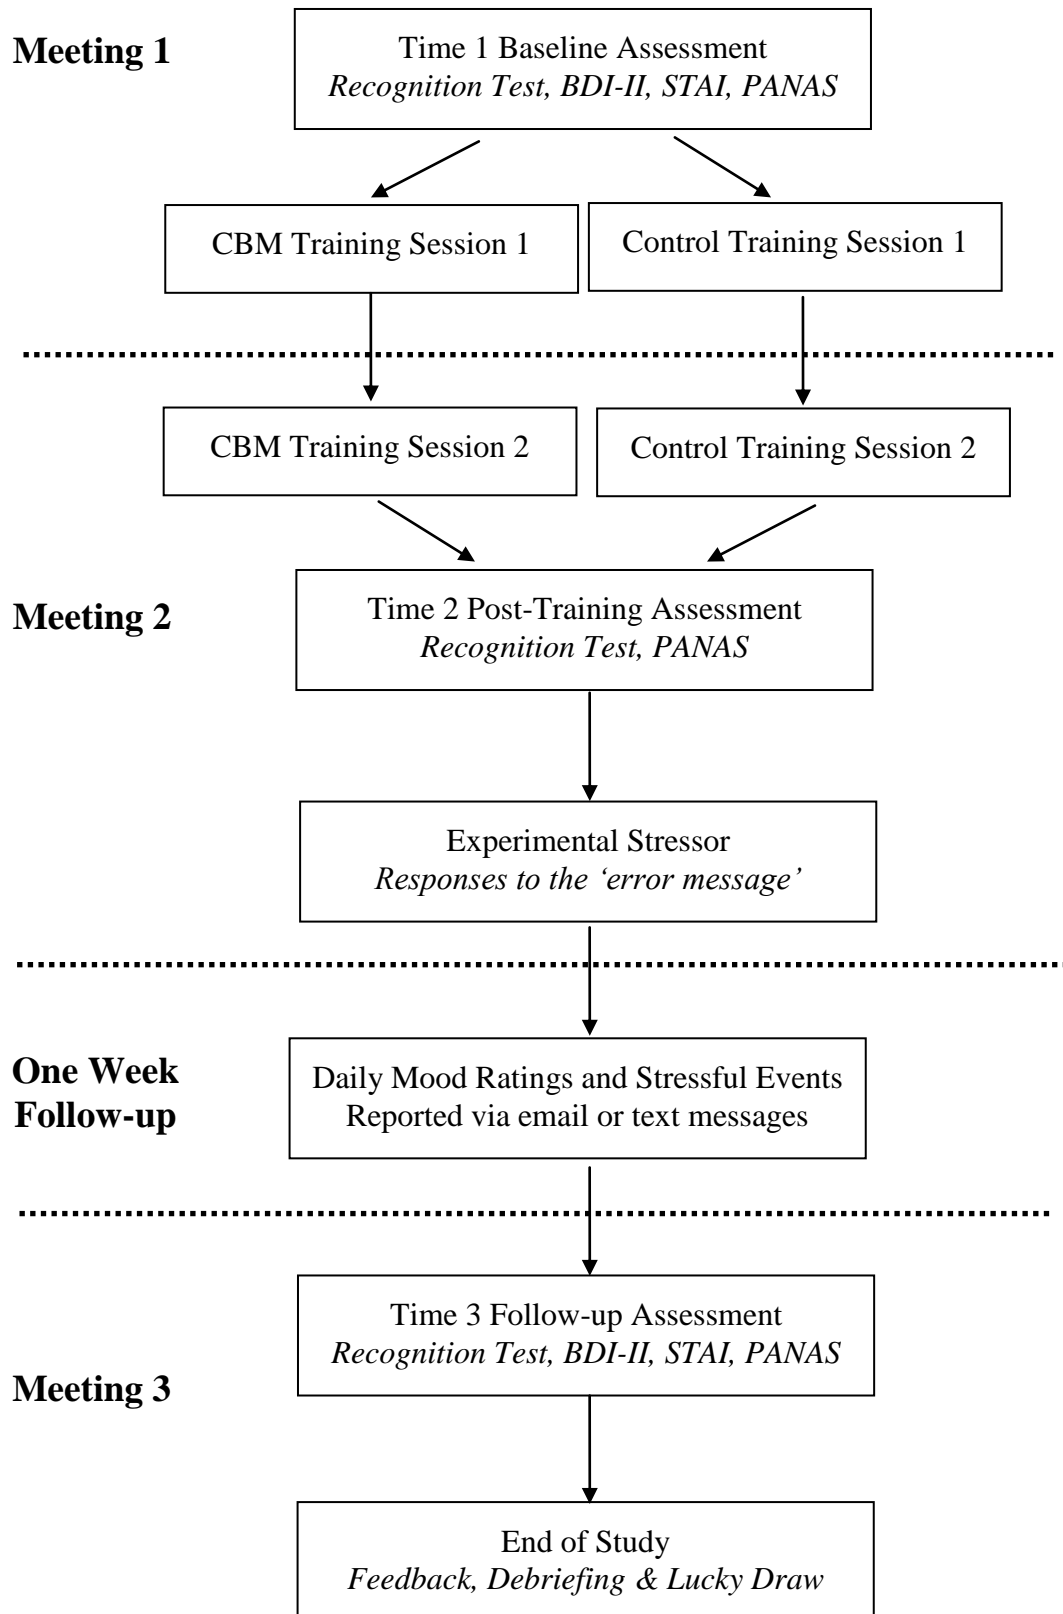 Meeting 1
Time 1 Baseline Assessment
Recognition Test, BDI-II, STAI, PANAS
CBM Training Session 1
Control Training Session 1
CBM Training Session 2
Control Training Session 2
Meeting 2
Time 2 Post-Training Assessment
Recognition Test, PANAS
Experimental Stressor
Responses to the ‘error message’
One Week
Follow-up
Daily Mood Ratings and Stressful Events
Reported via email or text messages
Time 3 Follow-up Assessment
Recognition Test, BDI-II, STAI, PANAS
Meeting 3
End of Study
Feedback, Debriefing & Lucky Draw